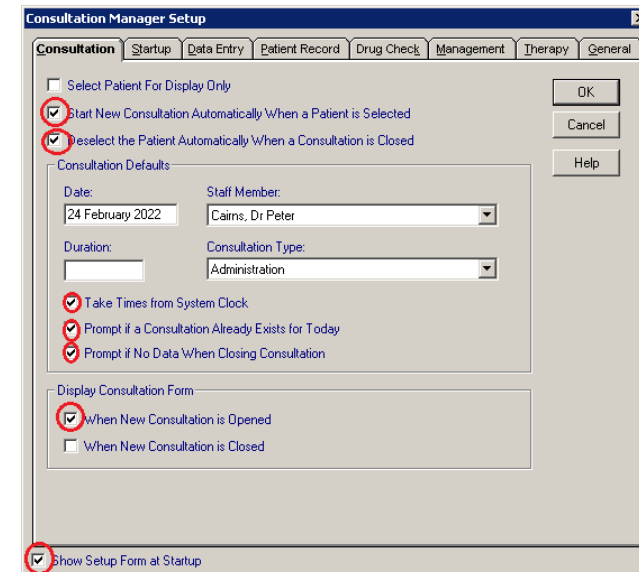 Consultation Manager Setup
Consultation Startup Data Entry Patient Record Drug Check Management Therapy General
Select Patient For Display Only
OK
Start New Consultation Automatically When a Patient is Selected
Cancel
Deselect the Patient Automatically When a Consultation is Closed
Consultation Defaults
Help
Date: Staff Member:
24 February 2022 Cairns, Dr Peter
Duration: Consultation Type:
Administration
Take Times from System Clock
Prompt if a Consultation Already Exists for Today
Prompt if No Data When Closing Consultation
Display Consultation Form
When New Consultation is Opened
When New Consultation is Closed
Show Setup Form at Startup